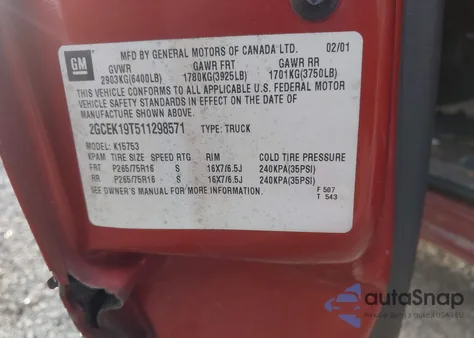 GM
MFD BY GENERAL MOTORS OF CANADA LTD. 02/01
GVWR GAWR FRT GAWR RR
2903KG(6400LB) 1780KG(3925LB) 1701KG(3750LB)
THIS VEHICLE CONFORMS TO ALL APPLICABLE
U.S. FEDERAL MOTOR
VEHICLE SAFETY STANDARDS IN EFFECT ON THE DATE
OF MANUFACTURE SHOWN ABOVE.
2GCEK19T511298571 TYPE: TRUCK
MODEL: K15753
KPAM TIRE SIZE SPEED RTG RIM COLD TIRE PRESSURE
FRT P265/75R16 S 16X7/6.5J 240KPA(35PSI)
RR P265/75R16 S 16X7/6.5J 240KPA(35PSI)
SEE OWNER'S MANUAL FOR MORE INFORMATION.
F 507
T 543
autoSnap